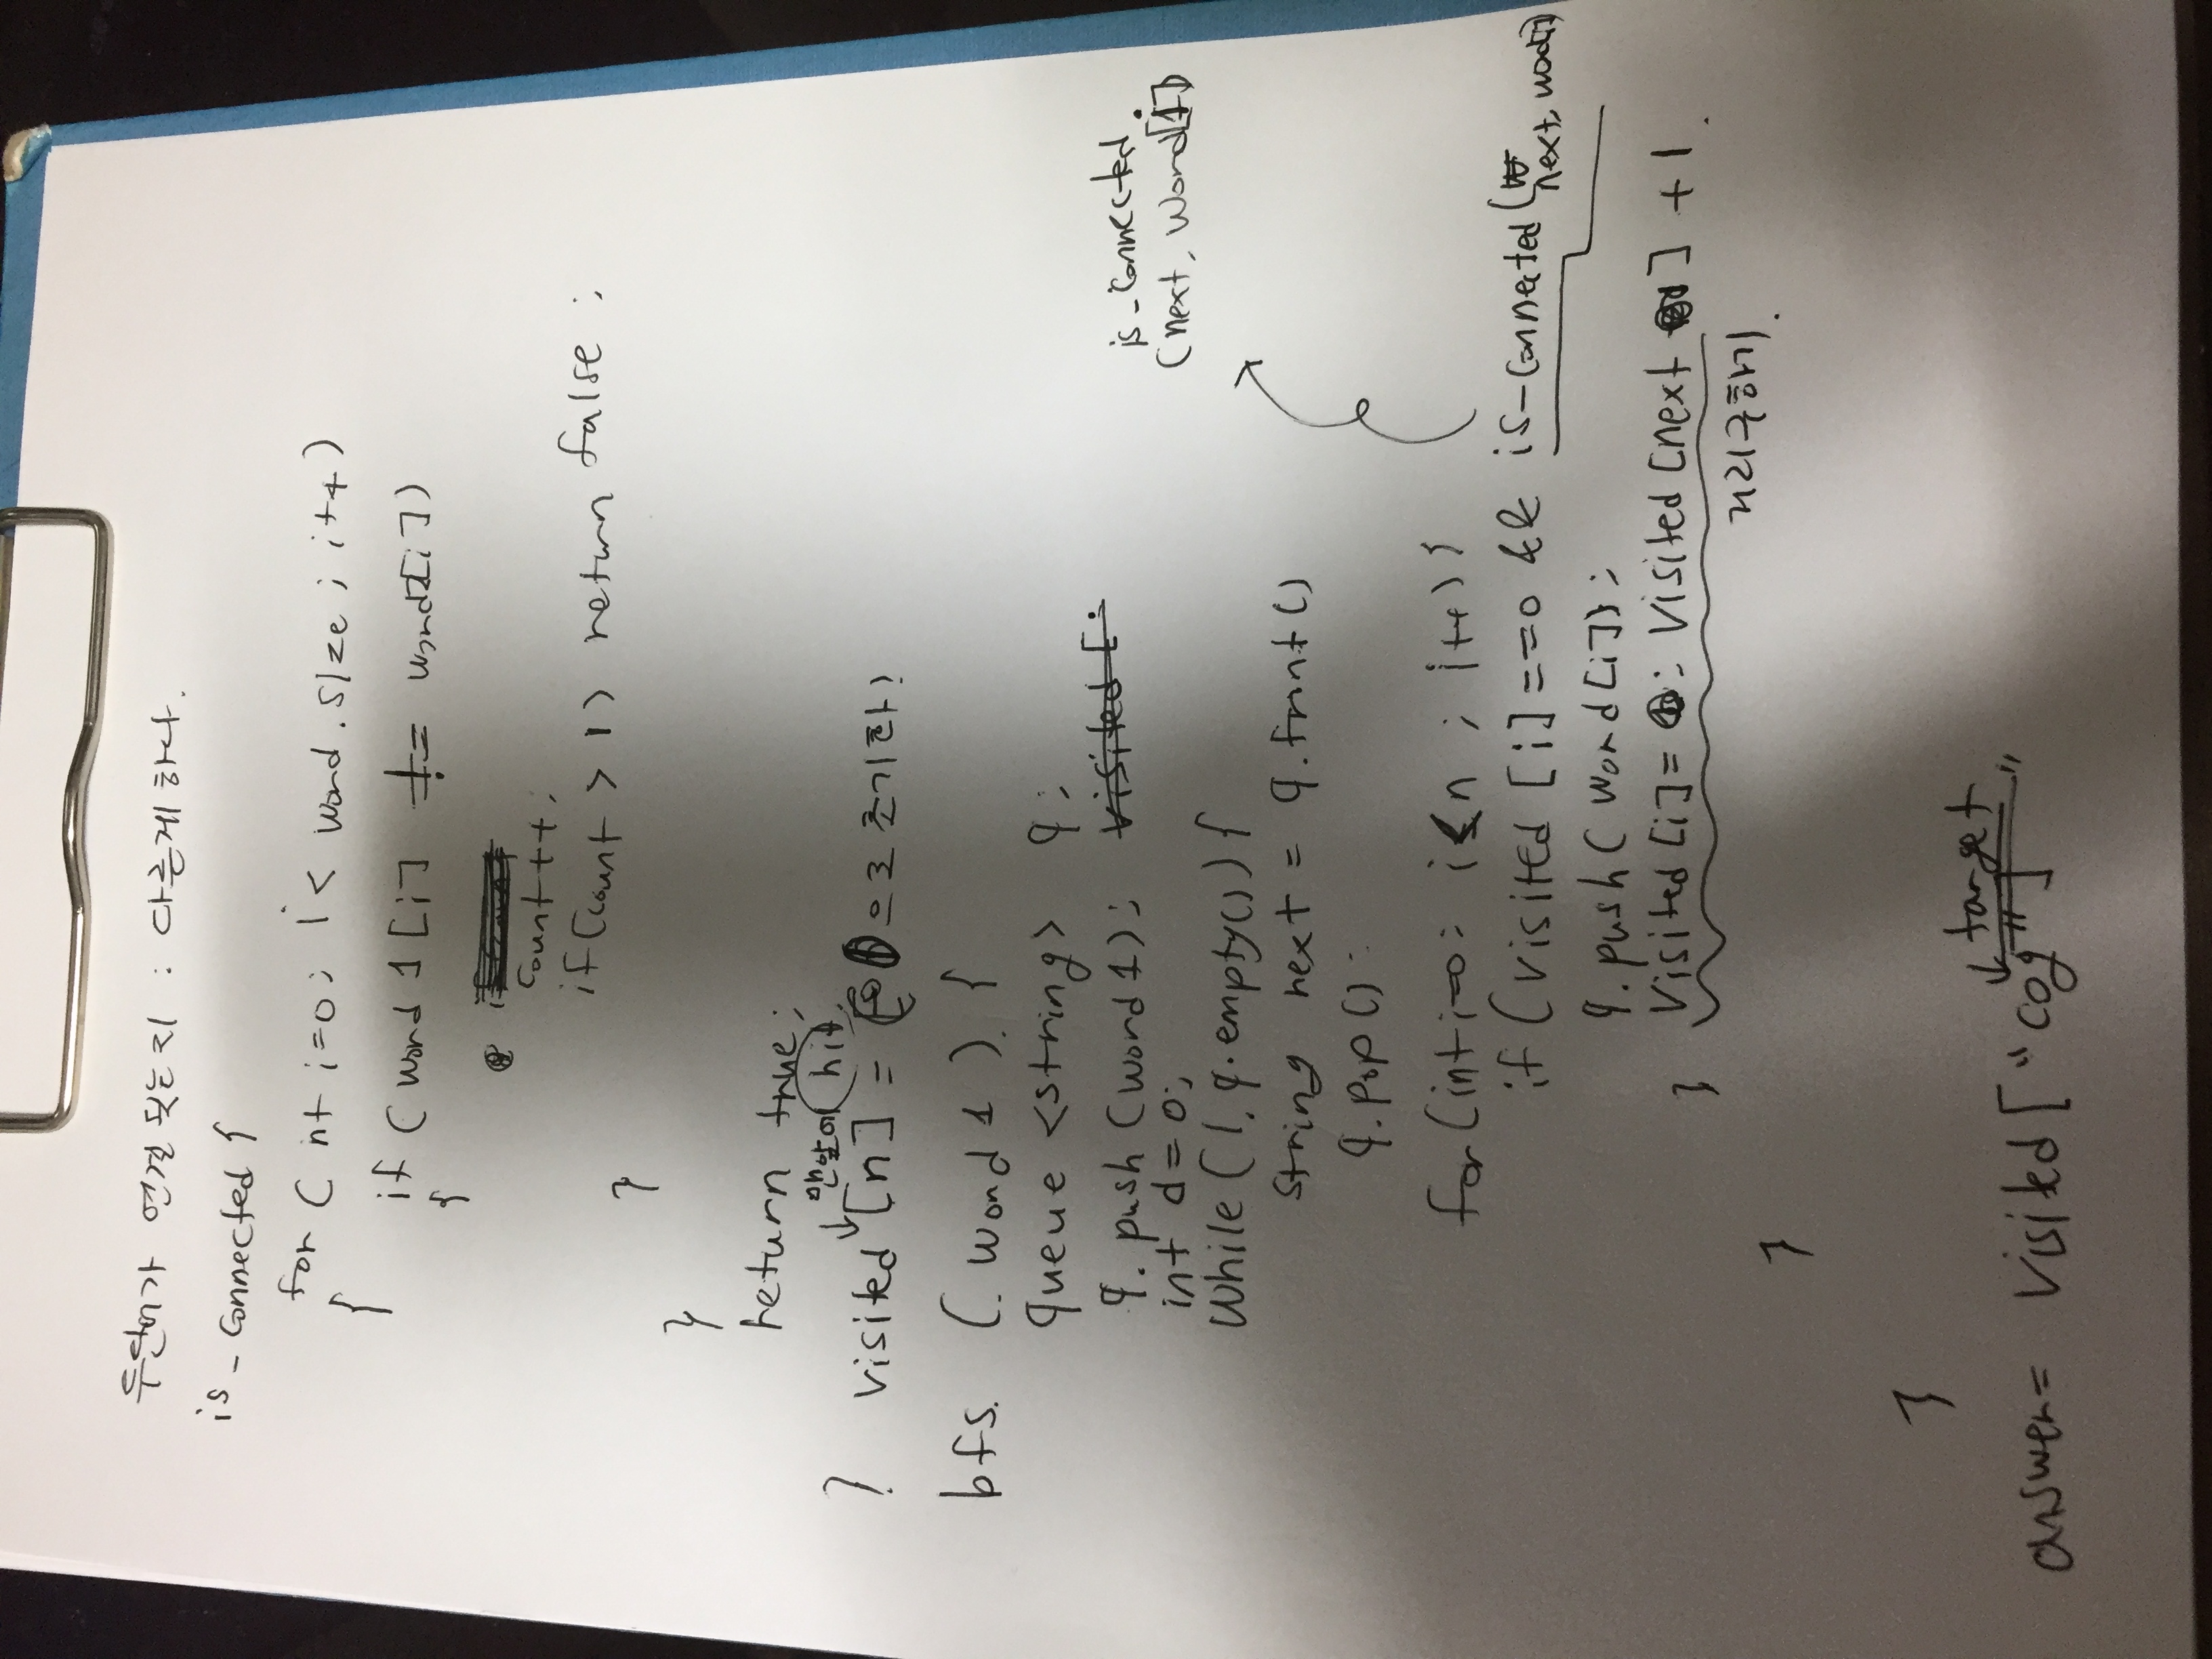 두단어가 연결 됫는지 : 다른게 하나.
is_connected {
for ( int i=0; i< word.size ; i++)
{
if ( word 1 [i] != word2[i])
{
count++;
if(count > 1) return false ;
}
}
return true;
맨앞에 hit.
} visited [n] = 0 으로 초기화!
bfs. ( word 1 ) {
queue <string> q;
q. push (word 1); visited [i
int d = 0;
while ( !. q.empty()) {
string next = q.front()
q.pop() :
for (int i=0; i<n ; i++) {
if ( visited [i]==0 && is_connected(
next, word[i])
is_connected.
(next, word[i])
q.push( word[i]);
} visited [i]= visited [next ] + 1.
거리구하기.
}
}
target
answer= visited [ "cog" ] "